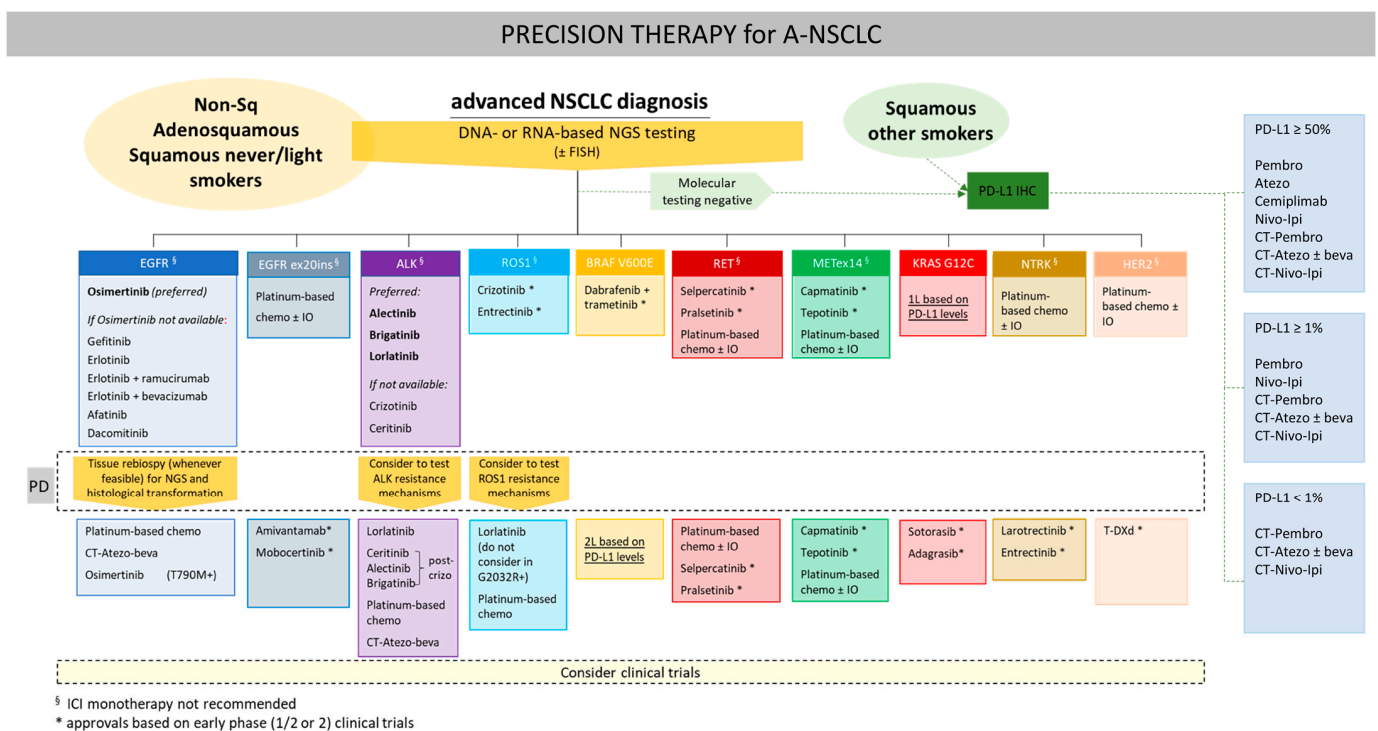 PRECISION THERAPY for A-NSCLC
Non-Sq
Adenosquamous
Squamous never/light
smokers
advanced NSCLC diagnosis
DNA- or RNA-based NGS testing
(± FISH)
Squamous
other smokers
Molecular
testing negative
PD-L1 IHC
EGFR §
Osimertinib (preferred)
If Osimertinib not available:
Gefitinib
Erlotinib
Erlotinib + ramucirumab
Erlotinib + bevacizumab
Afatinib
Dacomitinib
EGFR ex20ins §
Platinum-based
chemo ± IO
ALK §
Preferred:
Alectinib
Brigatinib
Lorlatinib
If not available:
Crizotinib
Ceritinib
ROS1 §
Crizotinib *
Entrectinib *
BRAF V600E
Dabrafenib +
trametinib *
RET §
Selpercatinib *
Pralsetinib *
Platinum-based
chemo ± IO
METex14 §
Capmatinib *
Tepotinib *
Platinum-based
chemo ± IO
KRAS G12C
1L based on
PD-L1 levels
NTRK §
Platinum-
based chemo
± IO
HER2 §
Platinum-
based chemo ±
IO
PD
Tissue rebiospy (whenever
feasible) for NGS and
histological transformation
Consider to test
ALK resistance
mechanisms
Consider to test
ROS1 resistance
mechanisms
Platinum-based chemo
CT-Atezo-beva
Osimertinib (T790M+)
Amivantamab*
Mobocertinib *
Lorlatinib
Ceritinib
Alectinib
Brigatinib
post-
crizo
Platinum-based
chemo
CT-Atezo-beva
Lorlatinib
(do not
consider in
G2032R+)
Platinum-based
chemo
2L based on
PD-L1 levels
Platinum-based
chemo ± IO
Selpercatinib *
Pralsetinib *
Capmatinib *
Tepotinib *
Platinum-based
chemo ± IO
Sotorasib *
Adagrasib*
Larotrectinib *
Entrectinib *
T-DXd *
PD-L1 ≥ 50%
Pembro
Atezo
Cemiplimab
Nivo-Ipi
CT-Pembro
CT-Atezo ± beva
CT-Nivo-Ipi
PD-L1 ≥ 1%
Pembro
Nivo-Ipi
CT-Pembro
CT-Atezo ± beva
CT-Nivo-Ipi
PD-L1 < 1%
CT-Pembro
CT-Atezo ± beva
CT-Nivo-Ipi
Consider clinical trials
§ ICI monotherapy not recommended
* approvals based on early phase (1/2 or 2) clinical trials